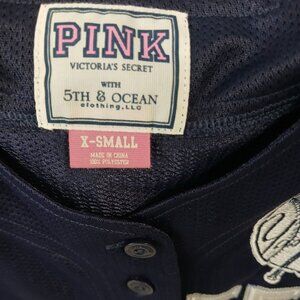 PINK
VICTORIA'S SECRET
WITH
5TH & OCEAN
clothing, LLC
X-SMALL
MADE IN CHINA
100% POLYESTER